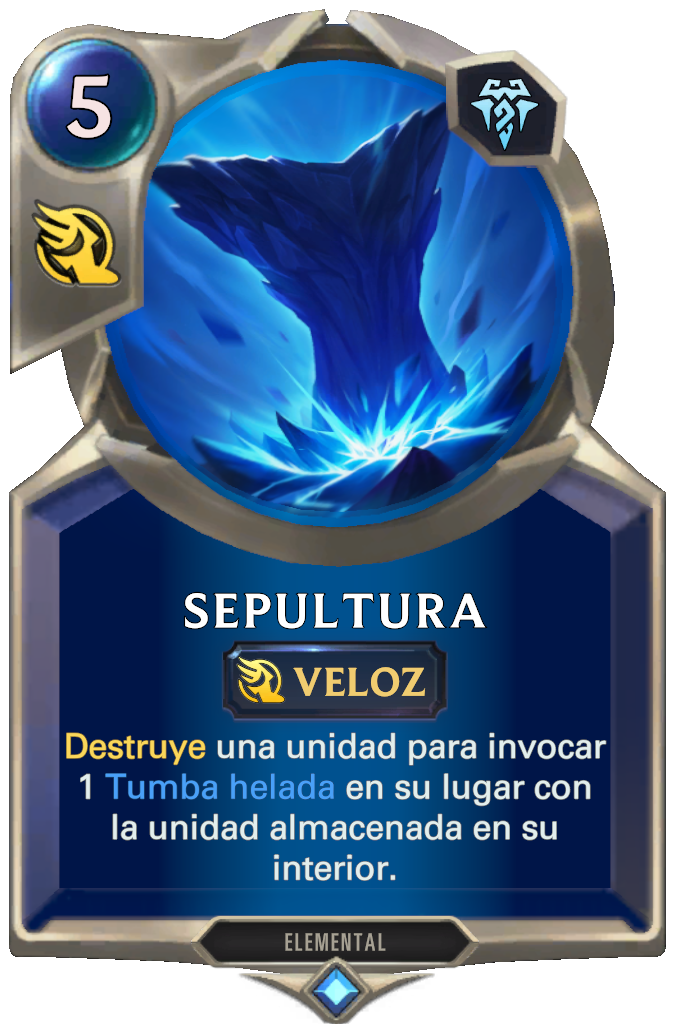 5
SEPULTURA
VELOZ
Destruye una unidad para invocar
1 Tumba helada en su lugar con
la unidad almacenada en su
interior.
ELEMENTAL